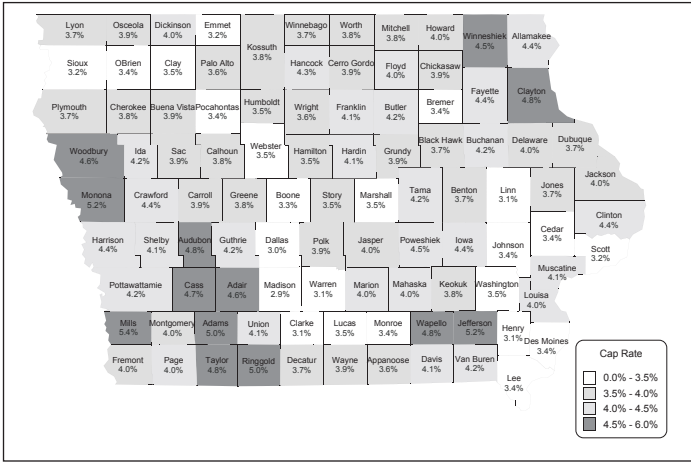 Lyon
3.7%
Osceola
3.9%
Dickinson
4.0%
Emmet
3.2%
Winnebago
3.7%
Worth
3.8%
Mitchell
3.8%
Howard
4.0%
Winneshiek
4.5%
Allamakee
4.4%
Kossuth
3.8%
Sioux
3.2%
OBrien
3.4%
Clay
3.5%
Palo Alto
3.6%
Hancock
4.3%
Cerro Gordo
3.9%
Floyd
4.0%
Chickasaw
3.9%
Fayette
4.4%
Clayton
4.8%
Plymouth
3.7%
Cherokee
3.8%
Buena Vista
3.9%
Pocahontas
3.4%
Humboldt
3.5%
Wright
3.6%
Franklin
4.1%
Butler
4.2%
Bremer
3.4%
Woodbury
4.6%
Ida
4.2%
Sac
3.9%
Calhoun
3.8%
Webster
3.5%
Hamilton
3.5%
Hardin
4.1%
Grundy
3.9%
Black Hawk
3.7%
Buchanan
4.2%
Delaware
4.0%
Dubuque
3.7%
Monona
5.2%
Crawford
4.4%
Carroll
3.9%
Greene
3.8%
Boone
3.3%
Story
3.5%
Marshall
3.5%
Tama
4.2%
Benton
3.7%
Linn
3.1%
Jones
3.7%
Jackson
4.0%
Clinton
4.4%
Harrison
4.4%
Shelby
4.1%
Audubon
4.8%
Guthrie
4.2%
Dallas
3.0%
Polk
3.9%
Jasper
4.0%
Poweshiek
4.5%
Iowa
4.4%
Johnson
3.4%
Cedar
3.4%
Scott
3.2%
Pottawattamie
4.2%
Cass
4.7%
Adair
4.6%
Madison
2.9%
Warren
3.1%
Marion
4.0%
Mahaska
4.0%
Keokuk
3.8%
Washington
3.5%
Muscatine
4.1%
Louisa
4.0%
Mills
5.4%
Montgomery
4.0%
Adams
5.0%
Union
4.1%
Clarke
3.1%
Lucas
3.5%
Monroe
3.4%
Wapello
4.8%
Jefferson
5.2%
Henry
3.1%
Des Moines
3.4%
Fremont
4.0%
Page
4.0%
Taylor
4.8%
Ringgold
5.0%
Decatur
3.7%
Wayne
3.9%
Appanoose
3.6%
Davis
4.1%
Van Buren
4.2%
Lee
3.4%
Cap Rate
0.0% - 3.5%
3.5% - 4.0%
4.0% - 4.5%
4.5% - 6.0%